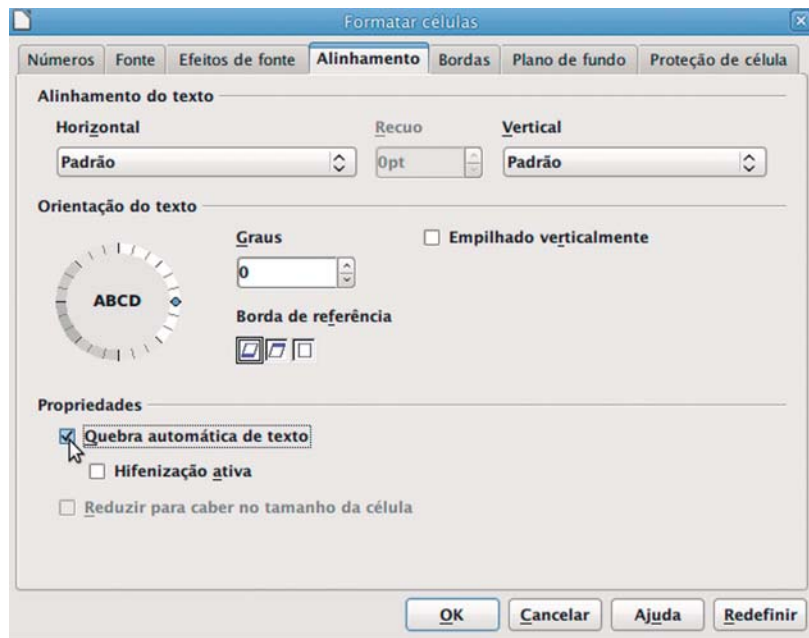 Formatar células
Números Fonte Efeitos de fonte Alinhamento Bordas Plano de fundo Proteção de célula
Alinhamento do texto
Horizontal Recuo Vertical
Padrão 0pt Padrão
Orientação do texto
Graus Empilhado verticalmente
0
ABCD
Borda de referência
Propriedades
Quebra automática de texto
Hifenização ativa
Reduzir para caber no tamanho da célula
OK Cancelar Ajuda Redefinir